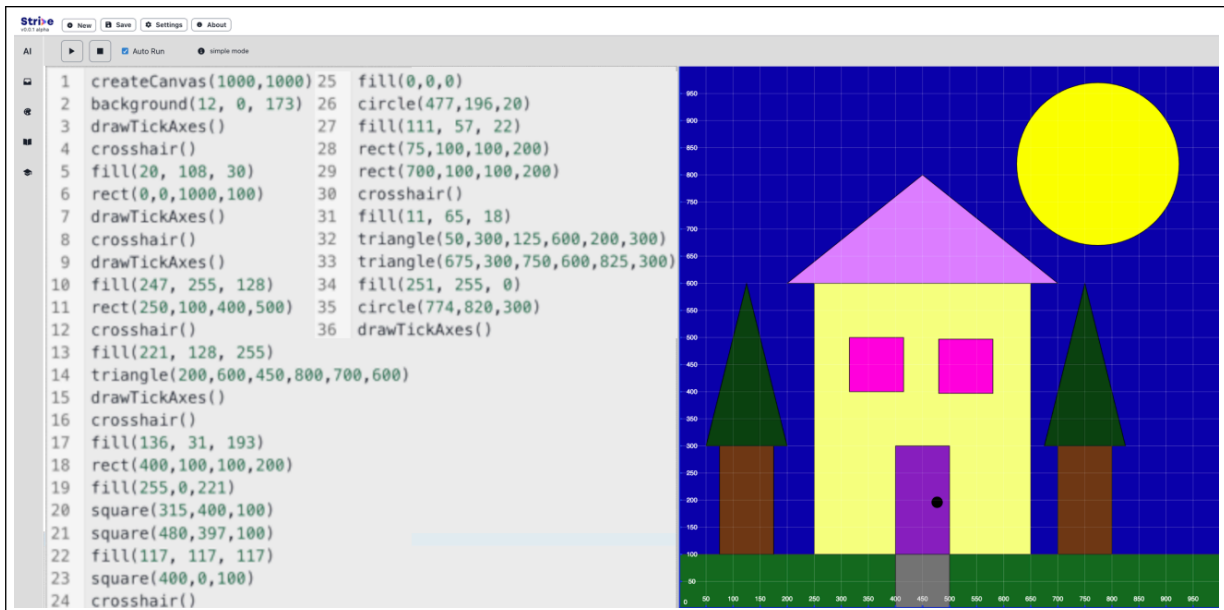 Strive
v0.0.1 alpha
New
Save
Settings
About
AI
Auto Run
simple mode
1 createCanvas(1000,1000)
2 background(12, 0, 173)
3 drawTickAxes()
4 crosshair()
5 fill(20, 108, 30)
6 rect(0,0,1000,100)
7 drawTickAxes()
8 crosshair()
9 drawTickAxes()
10 fill(247, 255, 128)
11 rect(250,100,400,500)
12 crosshair()
13 fill(221, 128, 255)
14 triangle(200,600,450,800,700,600)
15 drawTickAxes()
16 crosshair()
17 fill(136, 31, 193)
18 rect(400,100,100,200)
19 fill(255,0,221)
20 square(315,400,100)
21 square(480,397,100)
22 fill(117, 117, 117)
23 square(400,0,100)
24 crosshair()
25 fill(0,0,0)
26 circle(477,196,20)
27 fill(111, 57, 22)
28 rect(75,100,100,200)
29 rect(700,100,100,200)
30 crosshair()
31 fill(11, 65, 18)
32 triangle(50,300,125,600,200,300)
33 triangle(675,300,750,600,825,300)
34 fill(251, 255, 0)
35 circle(774,820,300)
36 drawTickAxes()
950
900
850
800
750
700
650
600
550
500
450
400
350
300
250
200
150
100
50
0 50 100 150 200 250 300 350 400 450 500 550 600 650 700 750 800 850 900 950